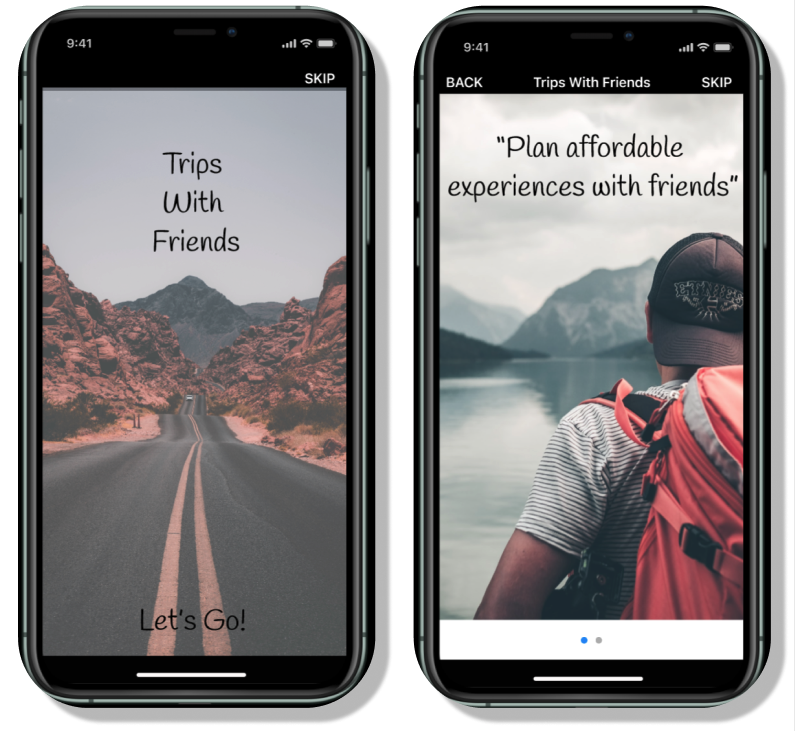 9:41
SKIP
Trips
With
Friends
Let's Go!
9:41
BACK Trips With Friends SKIP
"Plan affordable
experiences with friends"
ETNIES